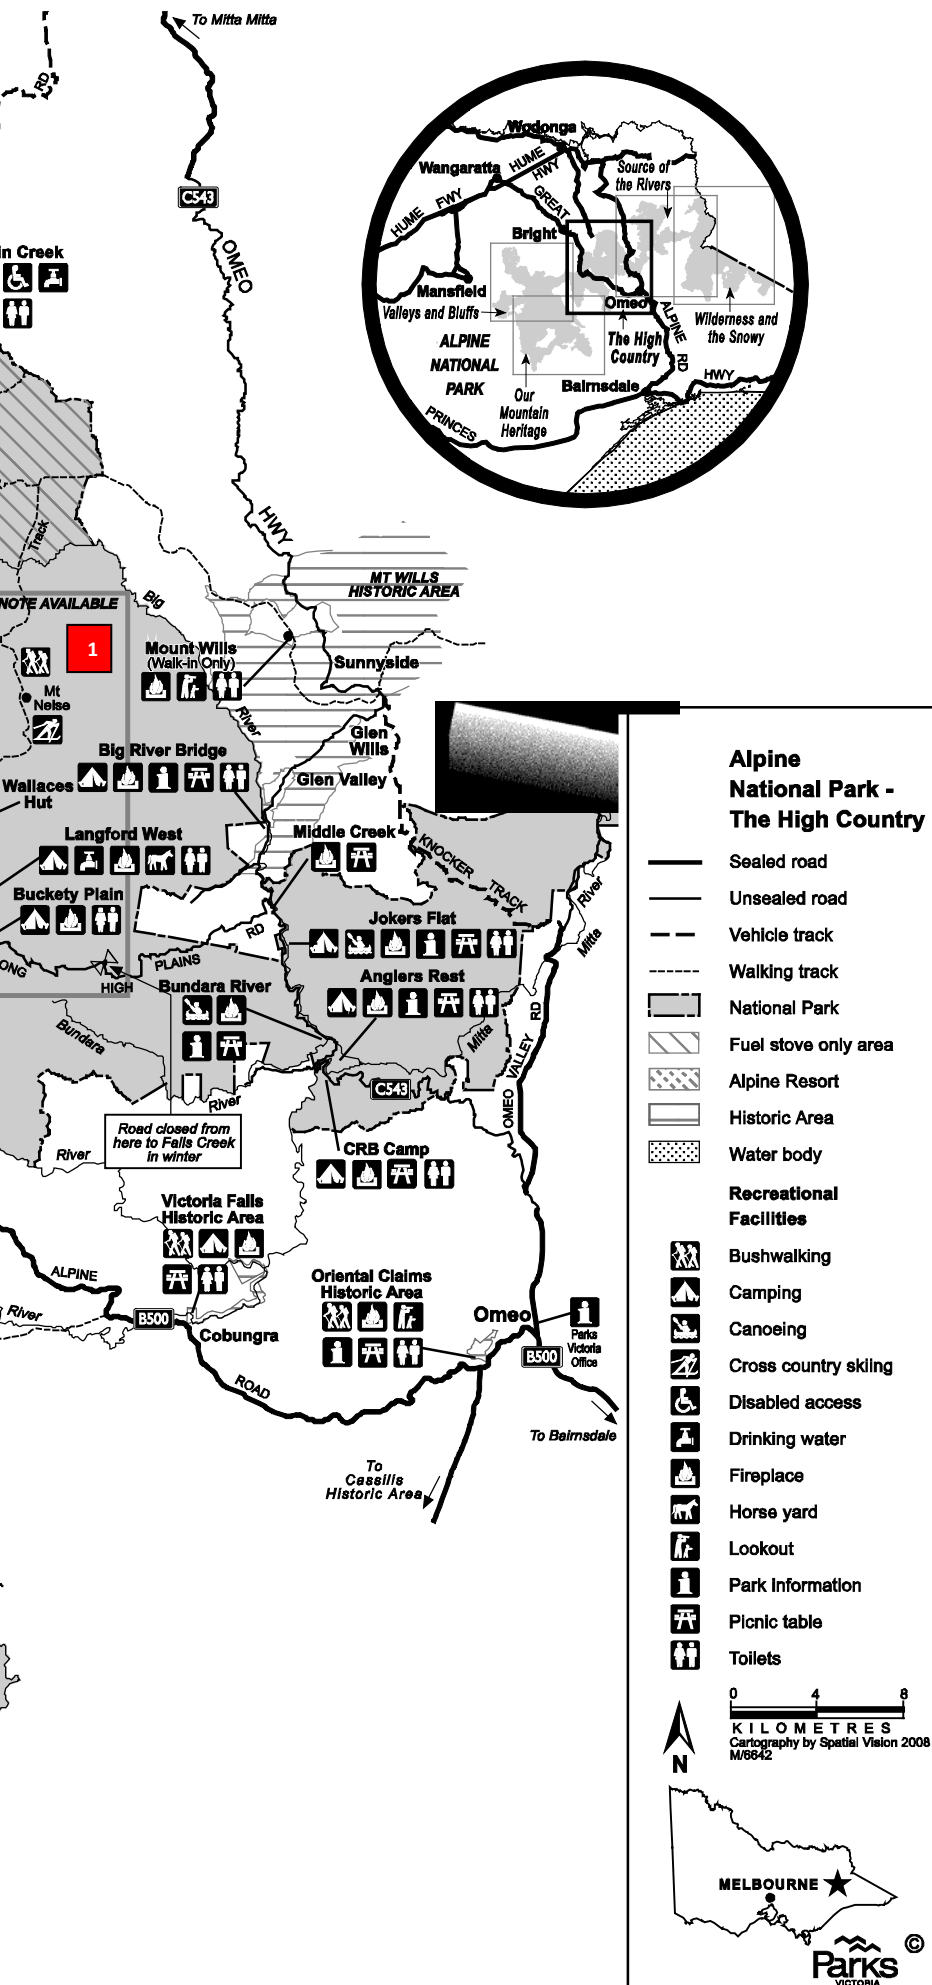 To Mitta Mitta
RD
C543
OMEO
in Creek
HWY
Wodonga
Wangaratta
HUME
HWY
Source of
the Rivers
HUME
FWY
GREAT
Bright
Mansfield
Omeo
Valleys and Bluffs
ALPINE
Wilderness and
the Snowy
ALPINE
NATIONAL
PARK
The High
Country
RD
HWY
Bairnsdale
Our
Mountain
Heritage
PRINCES
Track
MT WILLS
HISTORIC AREA
NOTE AVAILABLE
Big
1
Mount Wills
(Walk-in Only)
Sunnyside
Mt
Nelse
River
Glen
Wills
Big River Bridge
Glen Valley
Wallaces
Hut
Langford West
Middle Creek
KNOCKER
TRACK
Buckety Plain
River
Jokers Flat
RD
Mitta
ONG
PLAINS
HIGH
Anglers Rest
Bundara River
RD
Bundara
Mitta
VALLEY
C543
OMEO
River
Road closed from
here to Falls Creek
in winter
River
CRB Camp
Victoria Falls
Historic Area
ALPINE
Oriental Claims
Historic Area
River
B500
Cobungra
Omeo
Parks
Victoria
Office
B500
ROAD
To Bairnsdale
To
Cassilis
Historic Area
Alpine
National Park -
The High Country
Sealed road
Unsealed road
Vehicle track
Walking track
National Park
Fuel stove only area
Alpine Resort
Historic Area
Water body
Recreational
Facilities
Bushwalking
Camping
Canoeing
Cross country skiing
Disabled access
Drinking water
Fireplace
Horse yard
Lookout
Park Information
Picnic table
Toilets
0 4 8
KILOMETRES
Cartography by Spatial Vision 2008
M/6642
N
MELBOURNE
©
Parks
VICTORIA